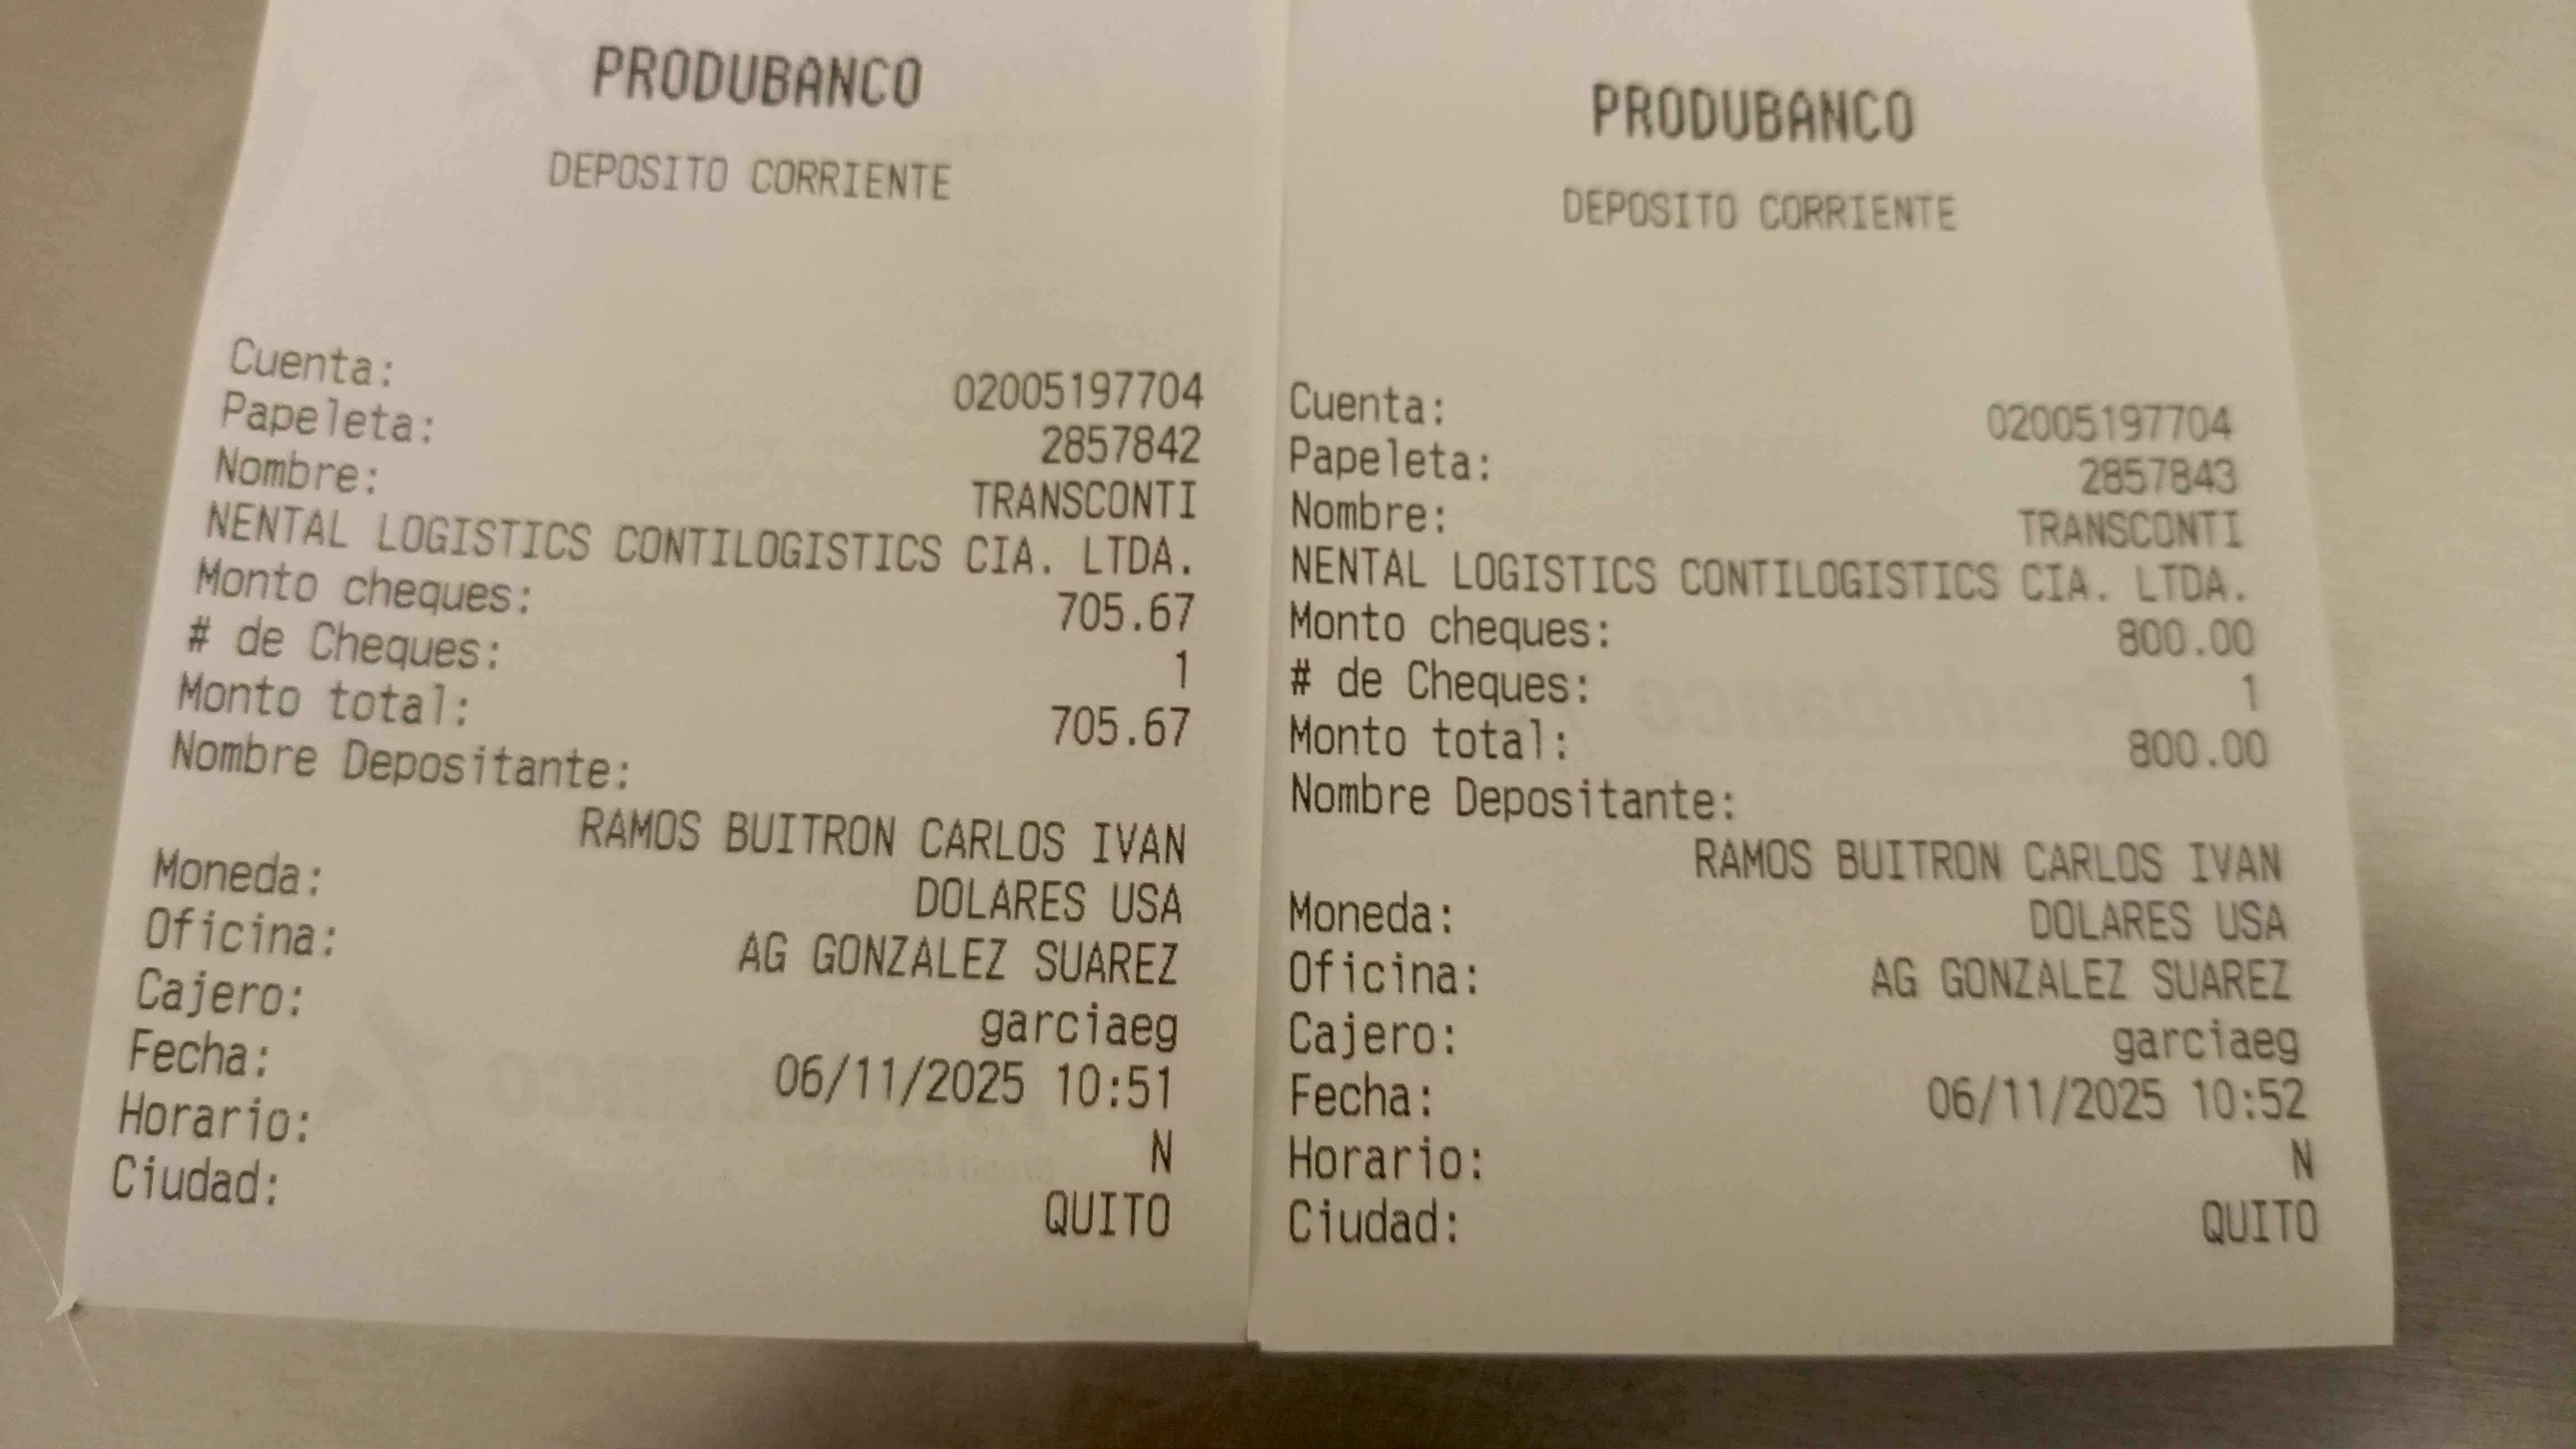 PRODUBANCO
DEPOSITO CORRIENTE
Cuenta: 02005197704
Papeleta: 2857842
Nombre: TRANSCONTI
NENTAL LOGISTICS CONTILOGISTICS CIA. LTDA.
Monto cheques: 705.67
# de Cheques: 1
Monto total: 705.67
Nombre Depositante:
RAMOS BUITRON CARLOS IVAN
Moneda: DOLARES USA
Oficina: AG GONZALEZ SUAREZ
Cajero: garciaeg
Fecha: 06/11/2025 10:51
Horario: N
Ciudad: QUITO
PRODUBANCO
DEPOSITO CORRIENTE
Cuenta: 02005197704
Papeleta: 2857843
Nombre: TRANSCONTI
NENTAL LOGISTICS CONTILOGISTICS CIA. LTDA.
Monto cheques: 800.00
# de Cheques: 1
Monto total: 800.00
Nombre Depositante:
RAMOS BUITRON CARLOS IVAN
Moneda: DOLARES USA
Oficina: AG GONZALEZ SUAREZ
Cajero: garciaeg
Fecha: 06/11/2025 10:52
Horario: N
Ciudad: QUITO